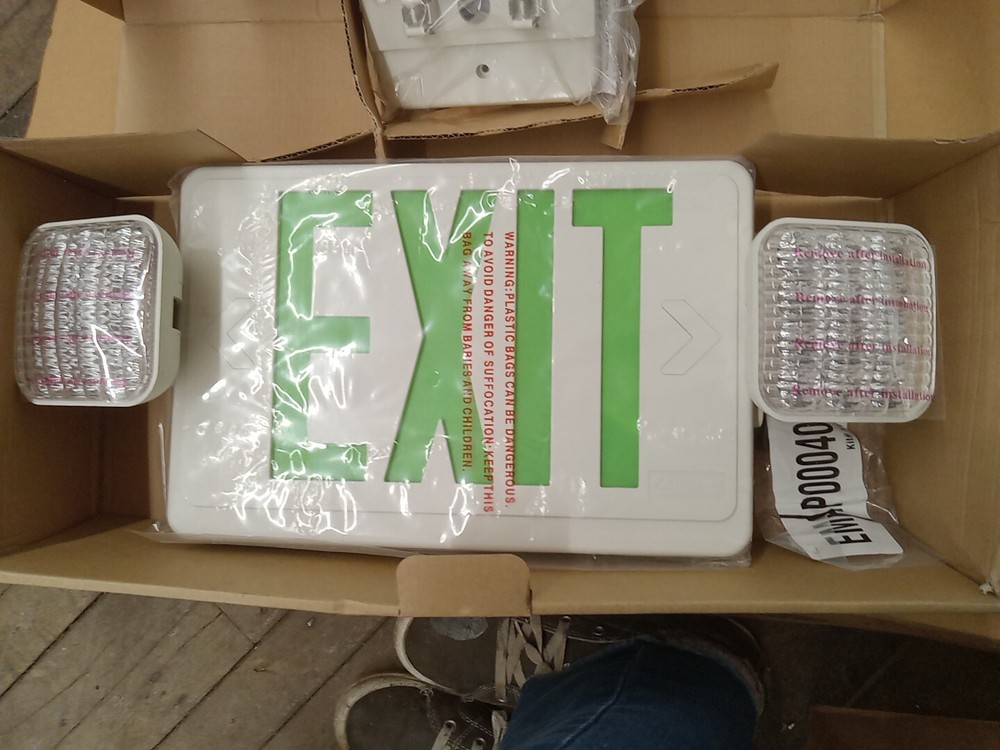 EXIT
WARNING:PLASTIC BAGS CAN BE DANGEROUS.
TO AVOID DANGER OF SUFFOCATION; KEEP THIS
BAG AWAY FROM BABIES AND CHILDREN.
Remove after installation
Remove after installation
Remove after installation
Remove after installation